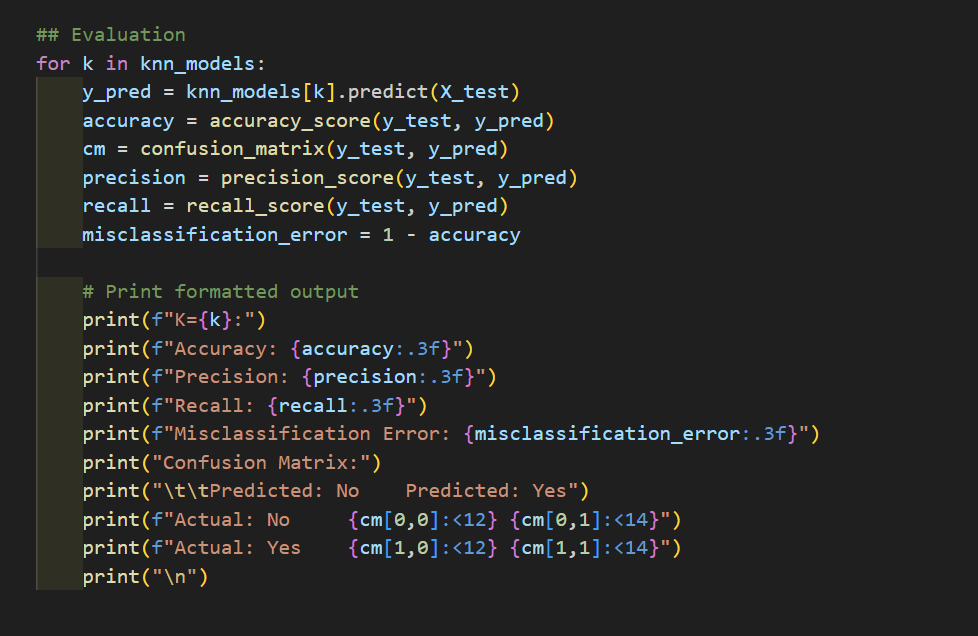 ## Evaluation
for k in knn_models:
    y_pred = knn_models[k].predict(X_test)
    accuracy = accuracy_score(y_test, y_pred)
    cm = confusion_matrix(y_test, y_pred)
    precision = precision_score(y_test, y_pred)
    recall = recall_score(y_test, y_pred)
    misclassification_error = 1 - accuracy

    # Print formatted output
    print(f"K={k}:")
    print(f"Accuracy: {accuracy:.3f}")
    print(f"Precision: {precision:.3f}")
    print(f"Recall: {recall:.3f}")
    print(f"Misclassification Error: {misclassification_error:.3f}")
    print("Confusion Matrix:")
    print("\t\tPredicted: No    Predicted: Yes")
    print(f"Actual: No     {cm[0,0]:<12} {cm[0,1]:<14}")
    print(f"Actual: Yes    {cm[1,0]:<12} {cm[1,1]:<14}")
    print("\n")